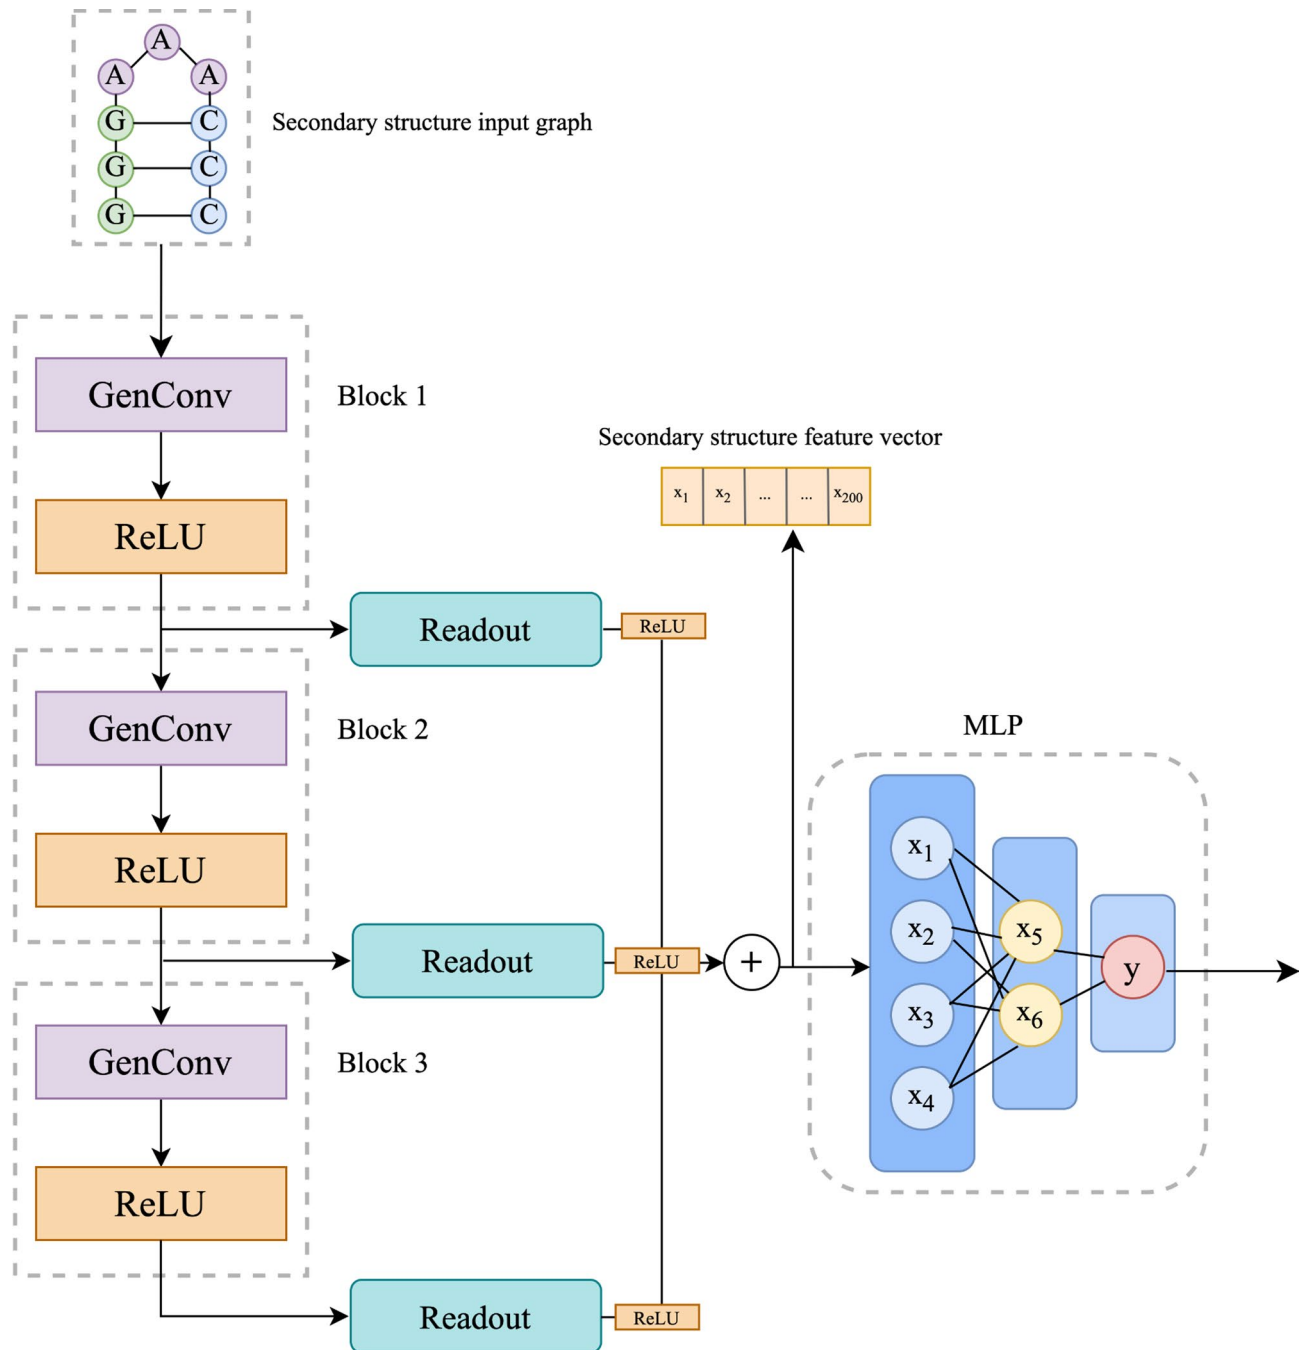 A
A A
G C
G C
G C
Secondary structure input graph
GenConv
Block 1
ReLU
Secondary structure feature vector
x1 x2 ... ... x200
Readout
ReLU
GenConv
Block 2
ReLU
Readout
ReLU
+
GenConv
Block 3
ReLU
Readout
ReLU
MLP
x1
x2
x3
x4
x5
x6
y